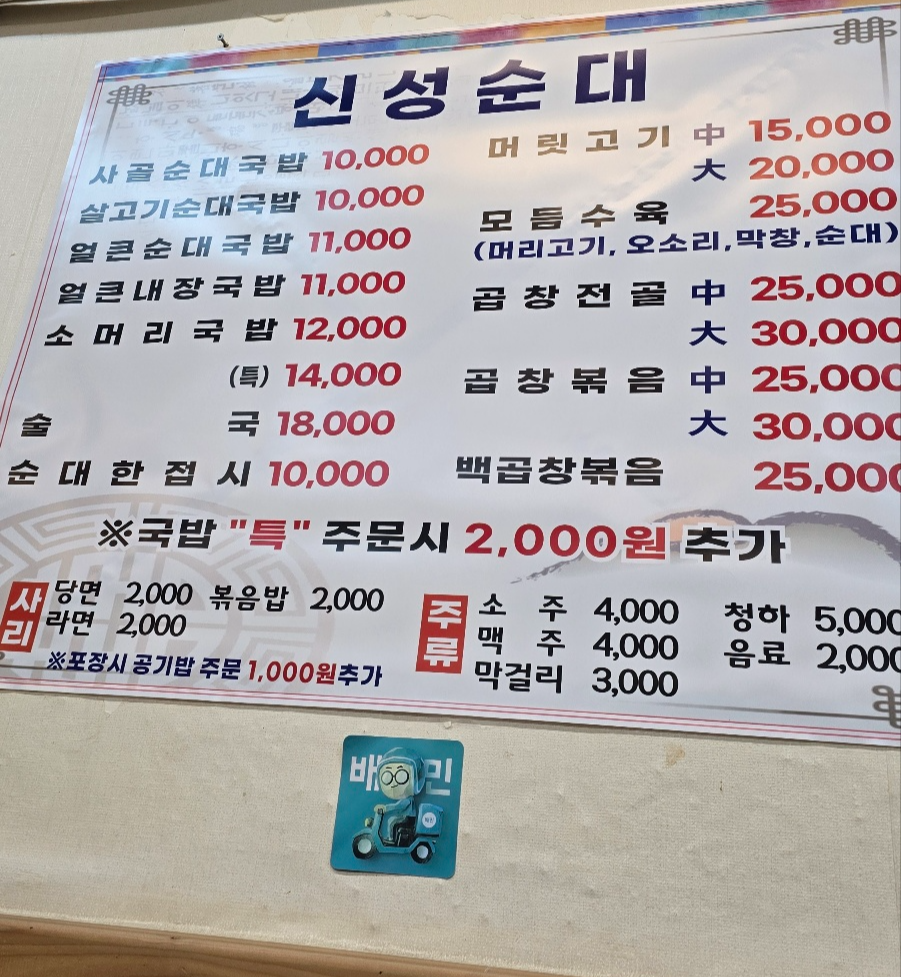 신성순대
사골순대국밥 10,000
살고기순대국밥 10,000
얼큰순대국밥 11,000
얼큰내장국밥 11,000
소머리국밥 12,000
(특) 14,000
술국 18,000
순대한접시 10,000
머릿고기 中 15,000
大 20,000
모듬수육 25,000
(머리고기, 오소리,막창,순대)
곱창전골 中 25,000
大 30,000
곱창볶음 中 25,000
大 30,000
백곱창볶음 25,000
※국밥 "특" 주문시 2,000원 추가
사리
당면 2,000 볶음밥 2,000
라면 2,000
※포장시 공기밥 주문 1,000원추가
주류
소주 4,000 청하 5,000
맥주 4,000 음료 2,000
막걸리 3,000
배민